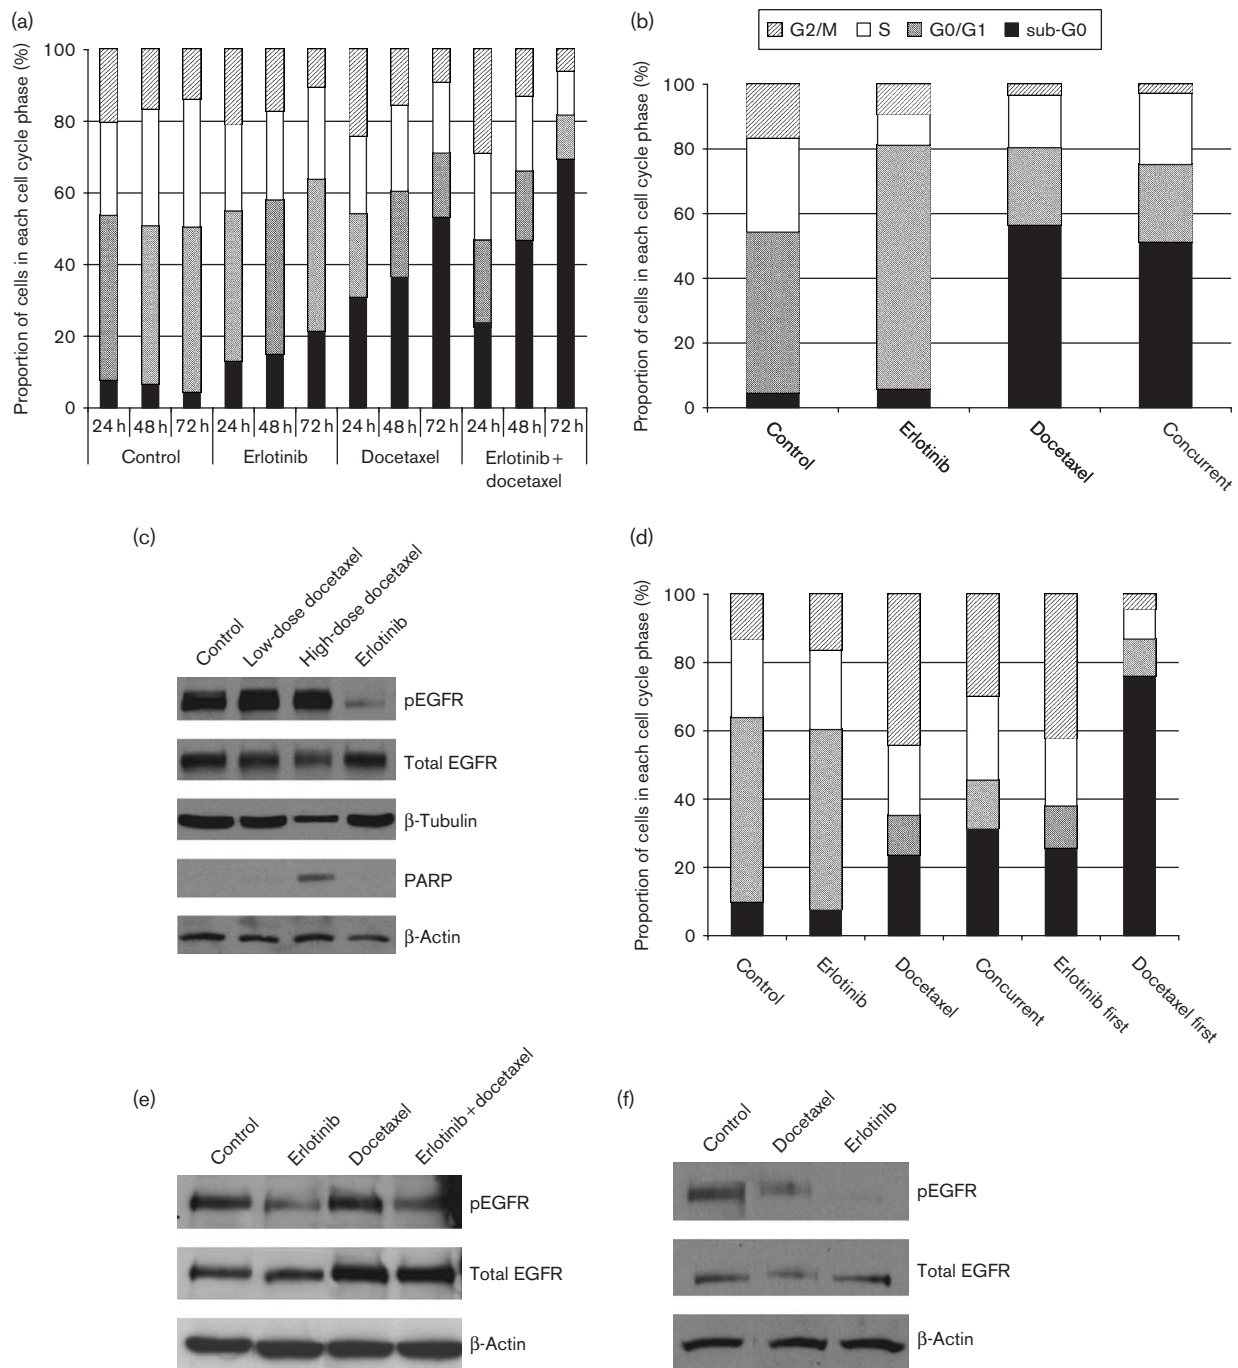 (a)
Proportion of cells in each cell cycle phase (%)
100
80
60
40
20
0
24 h 48 h 72 h 24 h 48 h 72 h 24 h 48 h 72 h 24 h 48 h 72 h
Control Erlotinib Docetaxel Erlotinib+
docetaxel
(b)
G2/M S G0/G1 sub-G0
Proportion of cells in each cell cycle phase (%)
100
80
60
40
20
0
Control
Erlotinib
Docetaxel
Concurrent
(c)
Control
Low-dose docetaxel
High-dose docetaxel
Erlotinib
pEGFR
Total EGFR
β-Tubulin
PARP
β-Actin
(d)
Proportion of cells in each cell cycle phase (%)
100
80
60
40
20
0
Control
Erlotinib
Docetaxel
Concurrent
Erlotinib first
Docetaxel first
(e)
Control
Erlotinib
Docetaxel
Erlotinib+docetaxel
pEGFR
Total EGFR
β-Actin
(f)
Control
Docetaxel
Erlotinib
pEGFR
Total EGFR
β-Actin